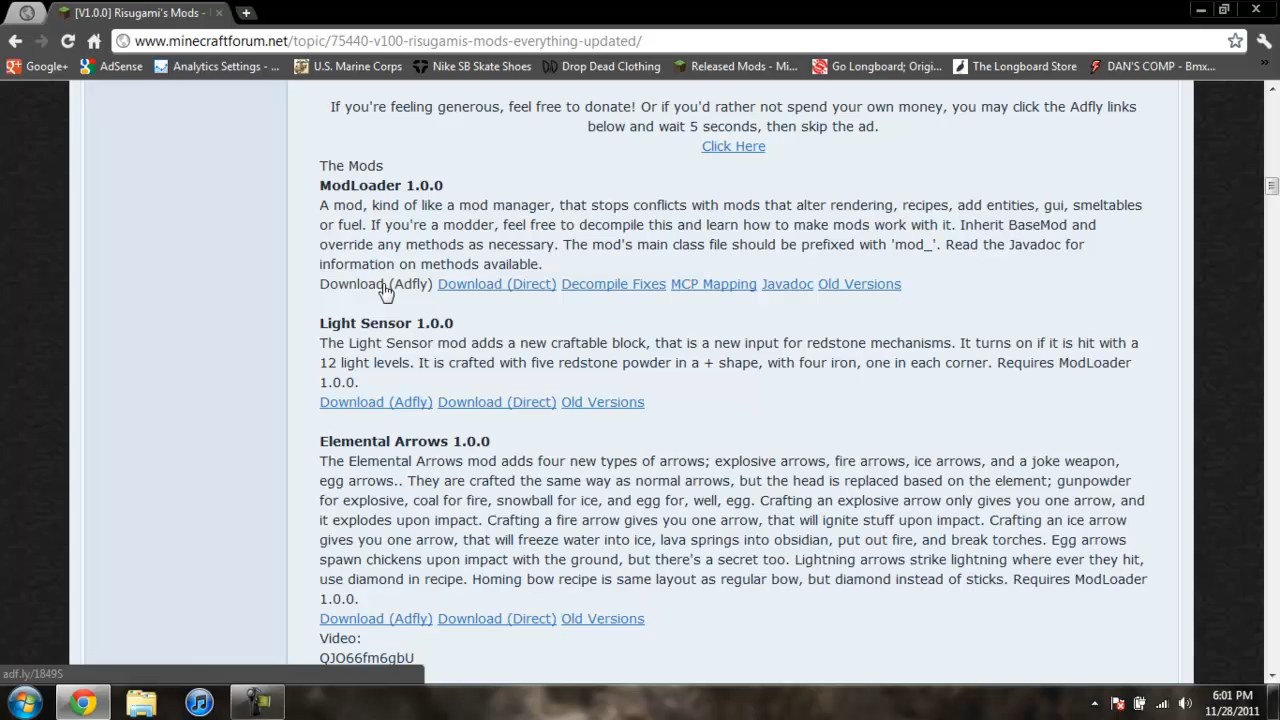 [V1.0.0] Risugami's Mods -
www.minecraftforum.net/topic/75440-v100-risugamis-mods-everything-updated/
Google+ AdSense Analytics Settings - ... U.S. Marine Corps Nike SB Skate Shoes Drop Dead Clothing Released Mods - Mi... Go Longboard; Origi... The Longboard Store DAN'S COMP - Bmx...
If you're feeling generous, feel free to donate! Or if you'd rather not spend your own money, you may click the Adfly links
below and wait 5 seconds, then skip the ad.
Click Here
The Mods
ModLoader 1.0.0
A mod, kind of like a mod manager, that stops conflicts with mods that alter rendering, recipes, add entities, gui, smeltables
or fuel. If you're a modder, feel free to decompile this and learn how to make mods work with it. Inherit BaseMod and
override any methods as necessary. The mod's main class file should be prefixed with 'mod_'. Read the Javadoc for
information on methods available.
Download (Adfly) Download (Direct) Decompile Fixes MCP Mapping Javadoc Old Versions
Light Sensor 1.0.0
The Light Sensor mod adds a new craftable block, that is a new input for redstone mechanisms. It turns on if it is hit with a
12 light levels. It is crafted with five redstone powder in a + shape, with four iron, one in each corner. Requires ModLoader
1.0.0.
Download (Adfly) Download (Direct) Old Versions
Elemental Arrows 1.0.0
The Elemental Arrows mod adds four new types of arrows; explosive arrows, fire arrows, ice arrows, and a joke weapon,
egg arrows.. They are crafted the same way as normal arrows, but the head is replaced based on the element; gunpowder
for explosive, coal for fire, snowball for ice, and egg for, well, egg. Crafting an explosive arrow only gives you one arrow, and
it explodes upon impact. Crafting a fire arrow gives you one arrow, that will ignite stuff upon impact. Crafting an ice arrow
gives you one arrow, that will freeze water into ice, lava springs into obsidian, put out fire, and break torches. Egg arrows
spawn chickens upon impact with the ground, but there's a secret too. Lightning arrows strike lightning where ever they hit,
use diamond in recipe. Homing bow recipe is same layout as regular bow, but diamond instead of sticks. Requires ModLoader
1.0.0.
Download (Adfly) Download (Direct) Old Versions
Video:
QJO66fm6gbU
adf.ly/1849S
6:01 PM
11/28/2011